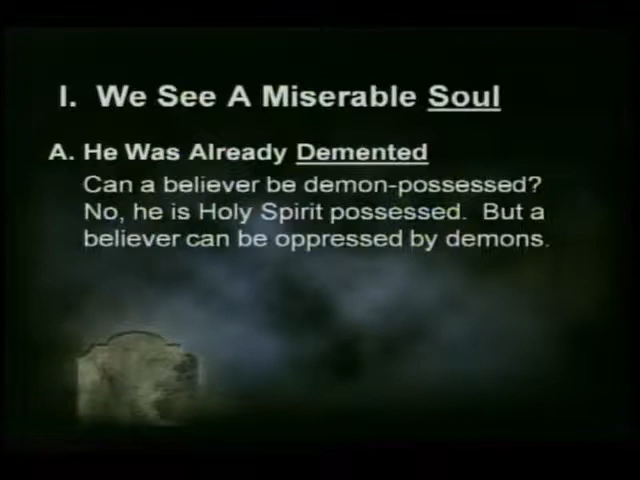 I. We See A Miserable Soul
A. He Was Already Demented
Can a believer be demon-possessed?
No, he is Holy Spirit possessed. But a
believer can be oppressed by demons.